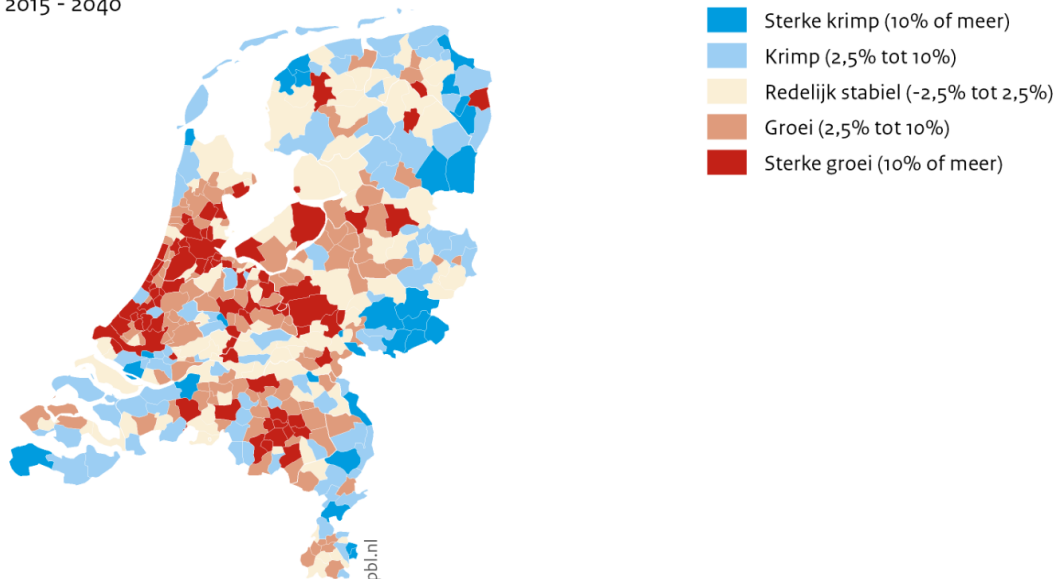 2015 - 2040
Sterke krimp (10% of meer)
Krimp (2,5% tot 10%)
Redelijk stabiel (-2,5% tot 2,5%)
Groei (2,5% tot 10%)
Sterke groei (10% of meer)
pbl.nl